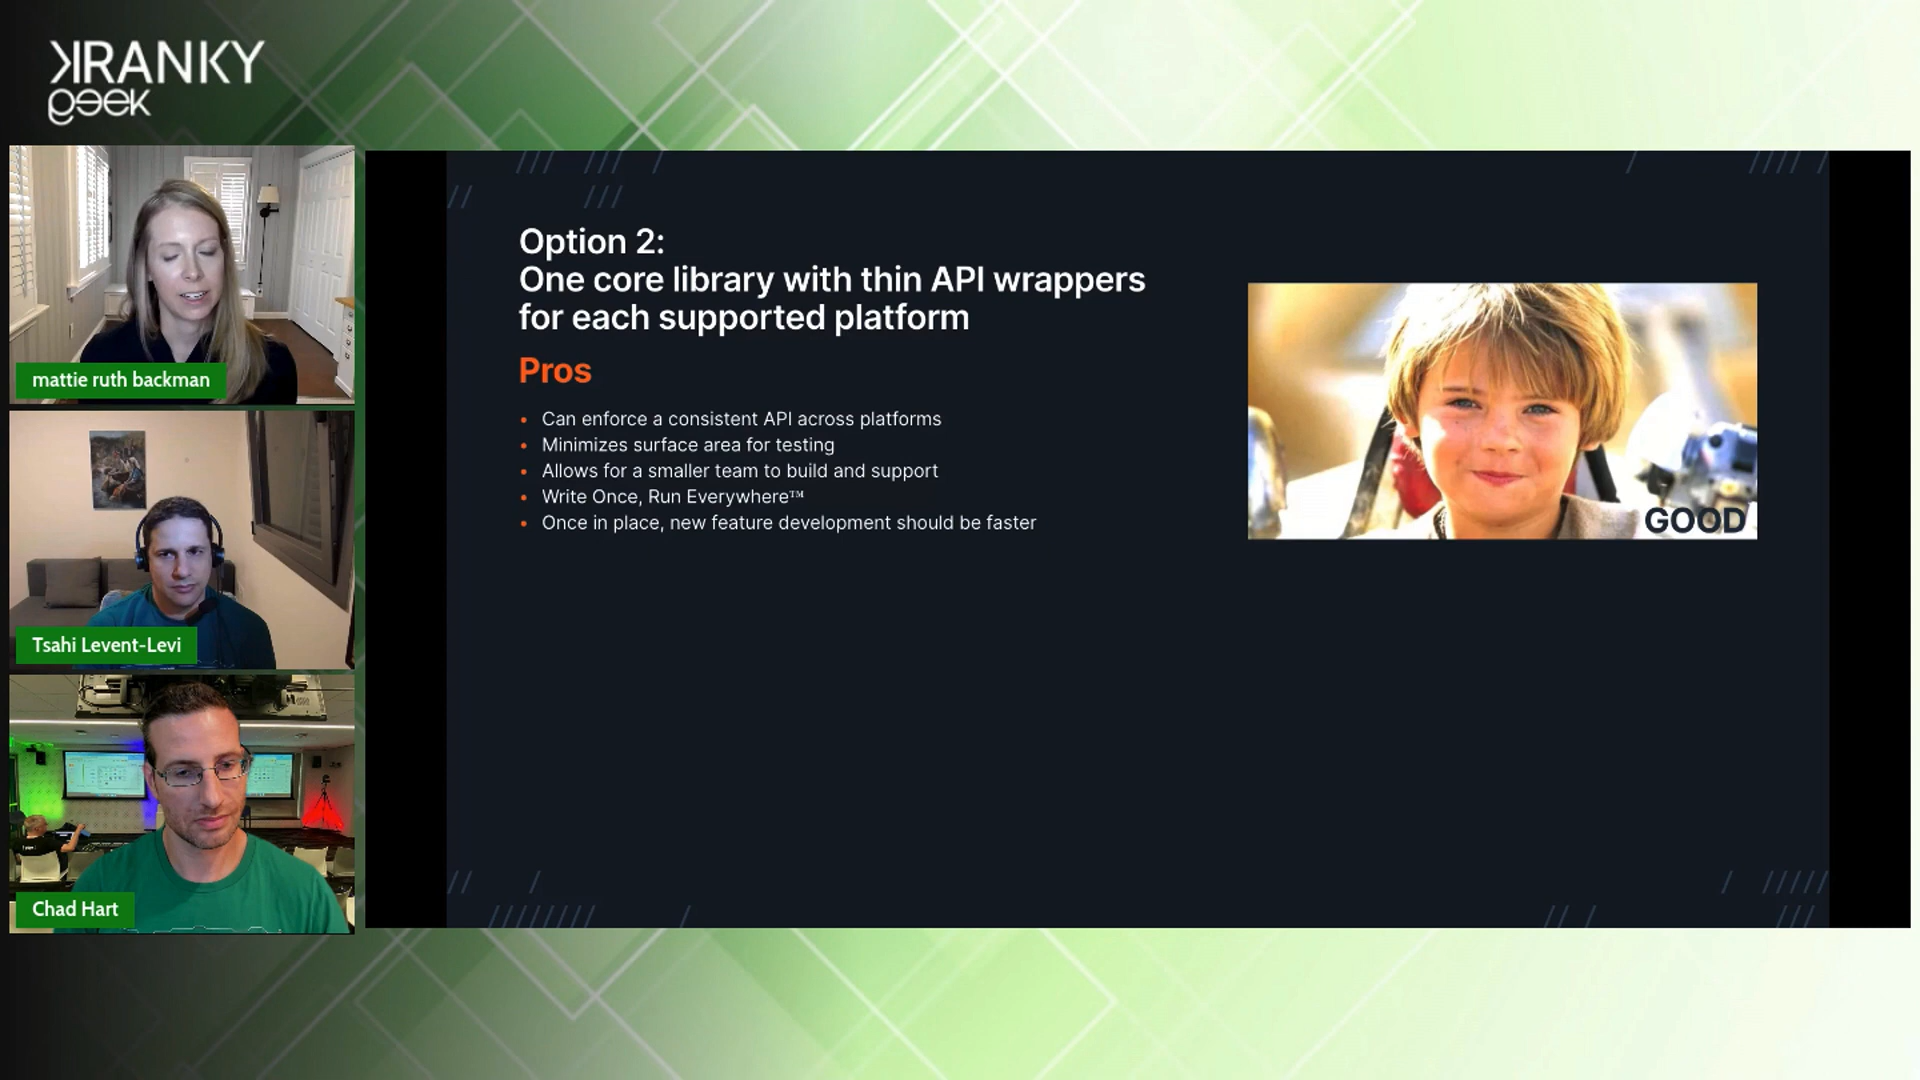 KRANKY
geek
mattie ruth backman
Tsahi Levent-Levi
Chad Hart
Option 2:
One core library with thin API wrappers
for each supported platform
Pros
• Can enforce a consistent API across platforms
• Minimizes surface area for testing
• Allows for a smaller team to build and support
• Write Once, Run Everywhere™
• Once in place, new feature development should be faster
GOOD